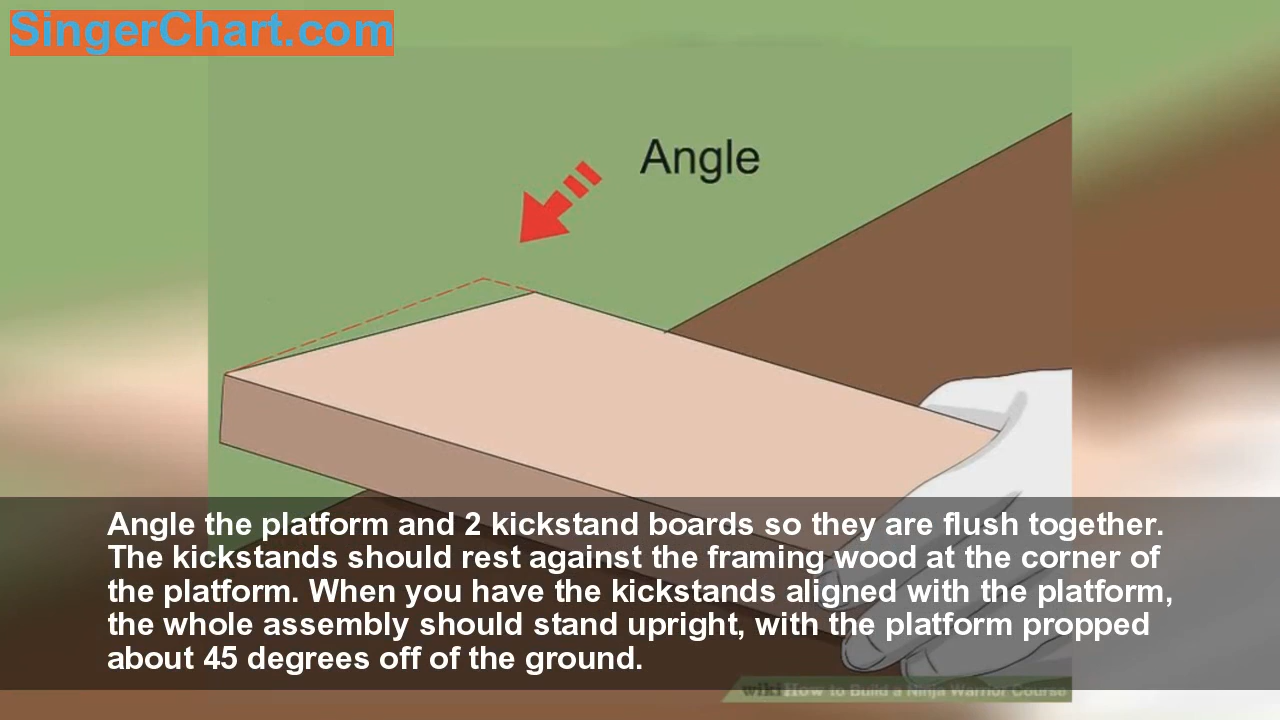 SingerChart.com
Angle
Angle the platform and 2 kickstand boards so they are flush together.
The kickstands should rest against the framing wood at the corner of
the platform. When you have the kickstands aligned with the platform,
the whole assembly should stand upright, with the platform propped
about 45 degrees off of the ground.
wikiHow to Build a Ninja Warrior Course